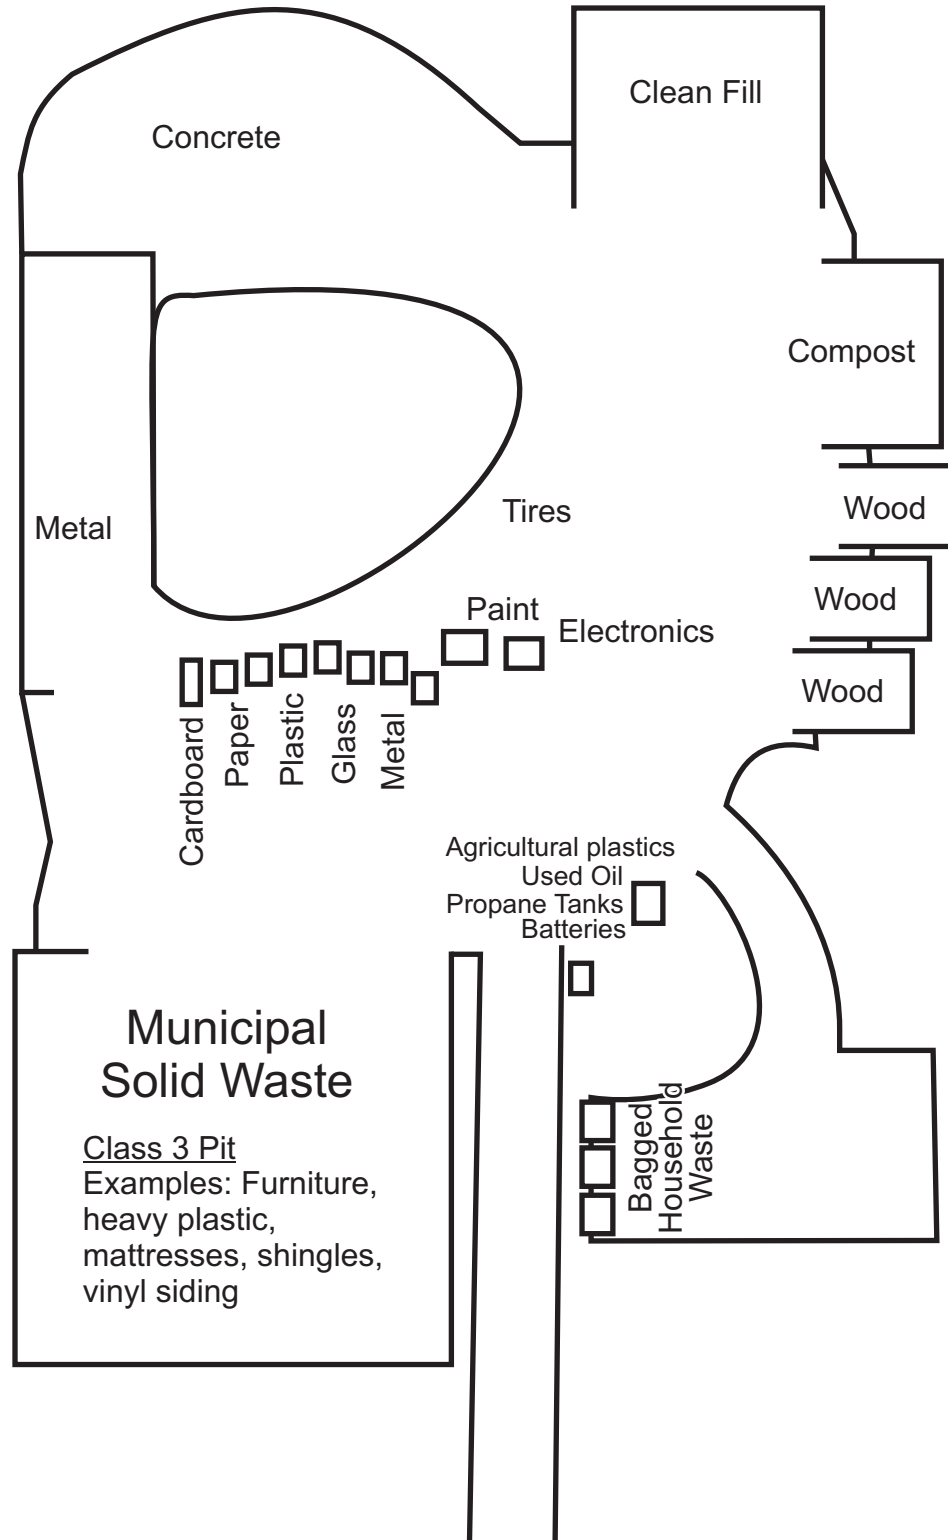 Clean Fill
Concrete
Compost
Wood
Tires
Metal
Wood
Paint
Electronics
Wood
Cardboard
Paper
Plastic
Glass
Metal
Agricultural plastics
Used Oil
Propane Tanks
Batteries
Municipal
Solid Waste
Class 3 Pit
Examples: Furniture,
heavy plastic,
mattresses, shingles,
vinyl siding
Bagged
Household
Waste